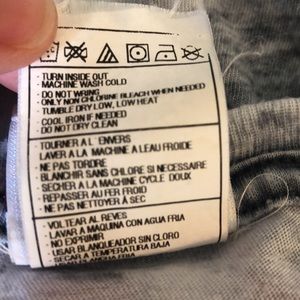 · TURN INSIDE OUT
· MACHINE WASH COLD
· DO NOT WRING
· ONLY NON CHLORINE BLEACH WHEN NEEDED
· TUMBLE DRY LOW, LOW HEAT
· COOL IRON IF NEEDED
· DO NOT DRY CLEAN
TOURNER A L' ENVERS
LAVER A LA MACHINE A L'EAU FROIDE
· NE PAS TORDRE
· BLANCHIR SANS CHLOR SI NECESSAIRE
· SECHER A LA MACHINE CYCLE DOUX
· REPASSER AU FER FROID
· NE PAS NETTOYER À SEC
· VOLTEAR AL REVES
· LAVAR A MAQUINA CON AGUA FRIA
· NO EXPRIMIR
· USAR BLANQUEADOR SIN CLORO
· SECAR A TEMPERATURA BAJA